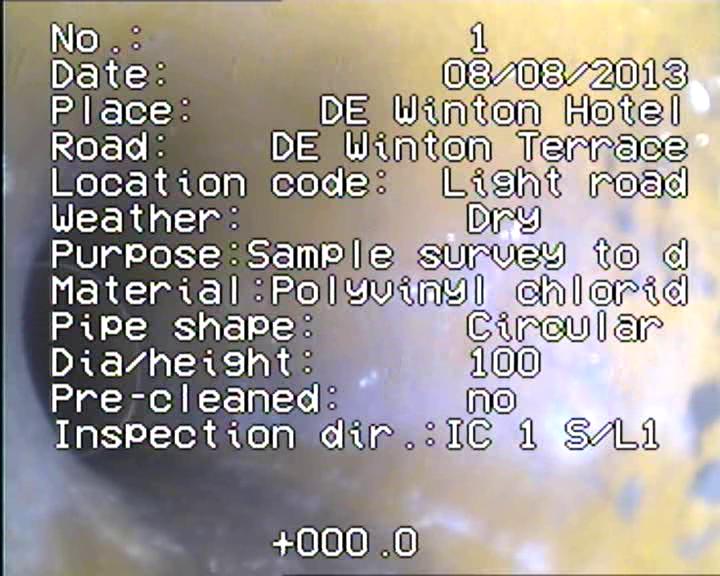 No.: 1
Date: 08/08/2013
Place: DE Winton Hotel
Road: DE Winton Terrace
Location code: Light road
Weather: Dry
Purpose:Sample survey to d
Material:Polyvinyl chlorid
Pipe shape: Circular
Dia/height: 100
Pre-cleaned: no
Inspection dir.:IC 1 S/L1
+000.0